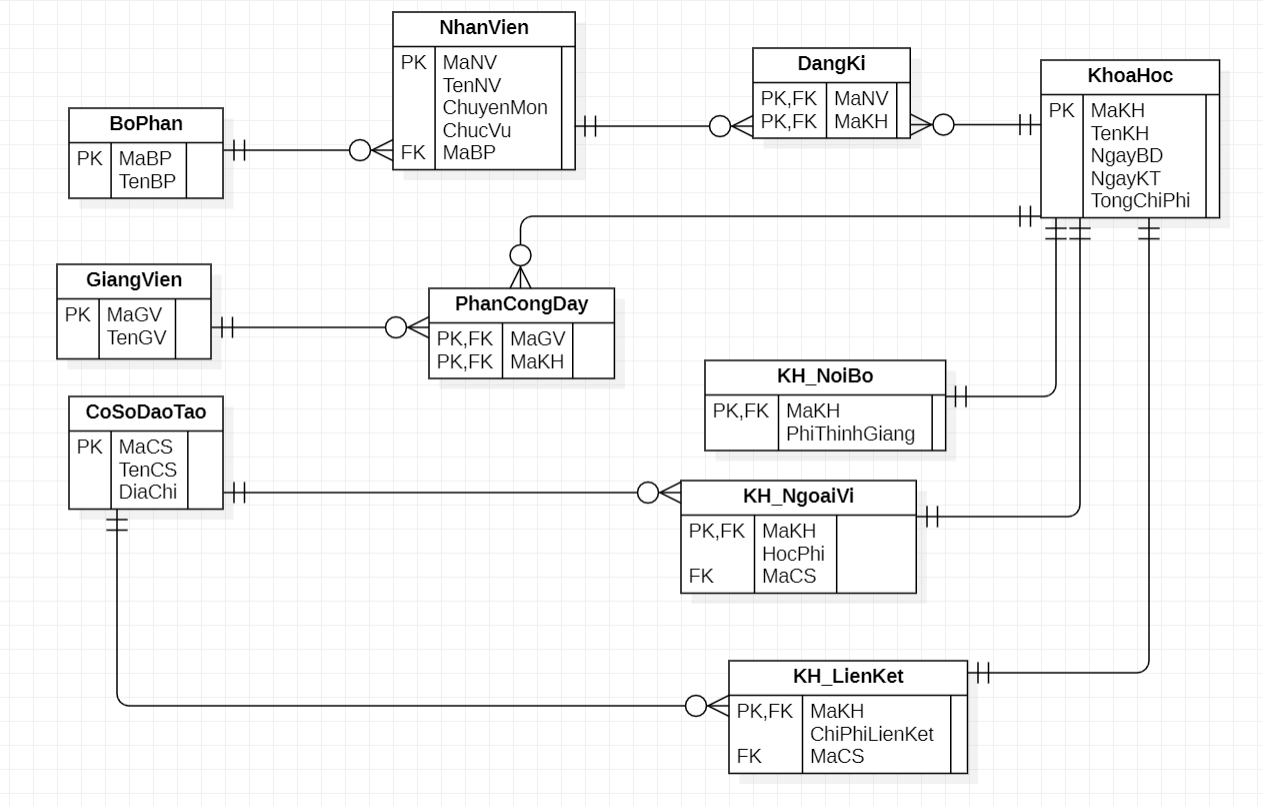 NhanVien
PK MaNV
TenNV
ChuyenMon
ChucVu
FK MaBP
DangKi
PK,FK MaNV
PK,FK MaKH
KhoaHoc
PK MaKH
TenKH
NgayBD
NgayKT
TongChiPhi
BoPhan
PK MaBP
TenBP
GiangVien
PK MaGV
TenGV
PhanCongDay
PK,FK MaGV
PK,FK MaKH
KH_NoiBo
PK,FK MaKH
PhiThinhGiang
CoSoDaoTao
PK MaCS
TenCS
DiaChi
KH_NgoaiVi
PK,FK MaKH
HocPhi
FK MaCS
KH_LienKet
PK,FK MaKH
ChiPhiLienKet
FK MaCS